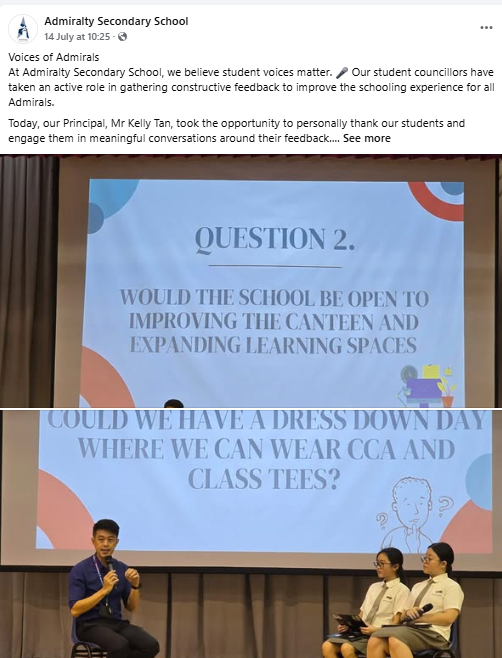 Admiralty Secondary School
14 July at 10:25 ·
Voices of Admirals
At Admiralty Secondary School, we believe student voices matter. 🎤 Our student councillors have
taken an active role in gathering constructive feedback to improve the schooling experience for all
Admirals.
Today, our Principal, Mr Kelly Tan, took the opportunity to personally thank our students and
engage them in meaningful conversations around their feedback.... See more
QUESTION 2.
WOULD THE SCHOOL BE OPEN TO
IMPROVING THE CANTEEN AND
EXPANDING LEARNING SPACES
COULD WE HAVE A DRESS DOWN DAY
WHERE WE CAN WEAR CCA AND
CLASS TEES?